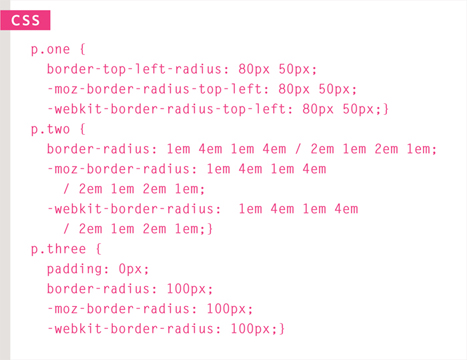 CSS
p.one {
border-top-left-radius: 80px 50px;
-moz-border-radius-top-left: 80px 50px;
-webkit-border-radius-top-left: 80px 50px;}
p.two {
border-radius: 1em 4em 1em 4em / 2em 1em 2em 1em;
-moz-border-radius: 1em 4em 1em 4em
/ 2em 1em 2em 1em;
-webkit-border-radius: 1em 4em 1em 4em
/ 2em 1em 2em 1em;}
p.three {
padding: 0px;
border-radius: 100px;
-moz-border-radius: 100px;
-webkit-border-radius: 100px;}